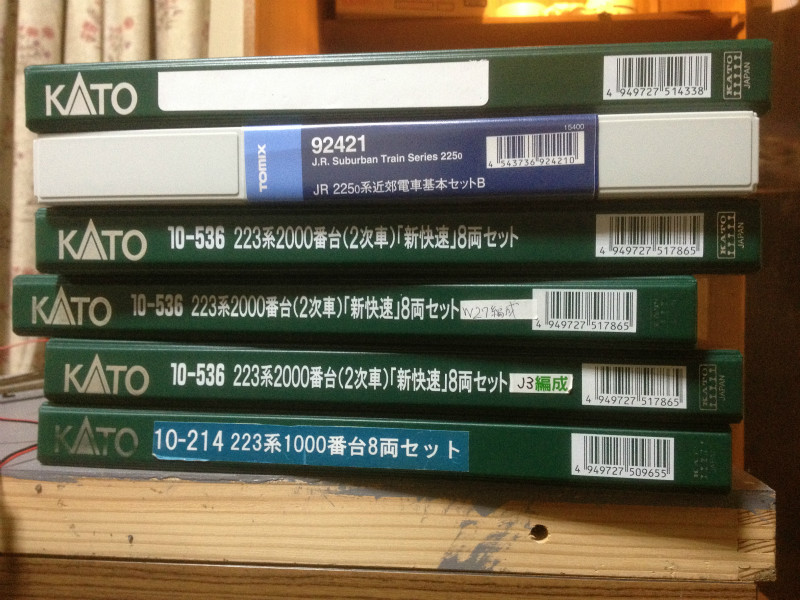 KATO
4 949727 514338
KATO
JAPAN
TOMIX
92421
J.R. Suburban Train Series 2250
JR 2250系近郊電車基本セットB
15400
4 543736 924210
KATO
10-536 223系2000番台(2次車)「新快速」8両セット
4 949727 517865
KATO
JAPAN
KATO
10-536 223系2000番台(2次車)「新快速」8両セット
W27編成
4 949727 517865
KATO
10-536 223系2000番台(2次車)「新快速」8両セット
J3編成
4 949727 517865
KATO
JAPAN
KATO
10-214 223系1000番台8両セット
4 949727 509655